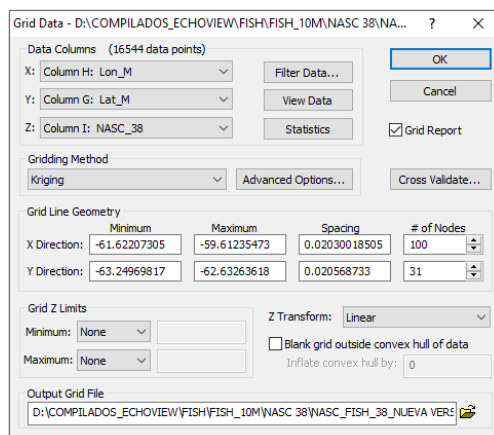 Grid Data - D:\COMPILADOS_ECHOVIEW\FISH\FISH_10M\NASC 38\NA... ? ×
Data Columns (16544 data points)
X: Column H: Lon_M
Y: Column G: Lat_M
Z: Column I: NASC_38
Filter Data...
View Data
Statistics
OK
Cancel
Grid Report
Gridding Method
Kriging
Advanced Options...
Cross Validate...
Grid Line Geometry
Minimum Maximum Spacing # of Nodes
X Direction: -61.62207305 -59.61235473 0.02030018505 100
Y Direction: -63.24969817 -62.63263618 0.020568733 31
Grid Z Limits
Minimum: None
Maximum: None
Z Transform: Linear
Blank grid outside convex hull of data
Inflate convex hull by: 0
Output Grid File
D:\COMPILADOS_ECHOVIEW\FISH\FISH_10M\NASC 38\NASC_FISH_38_NUEVA VERS